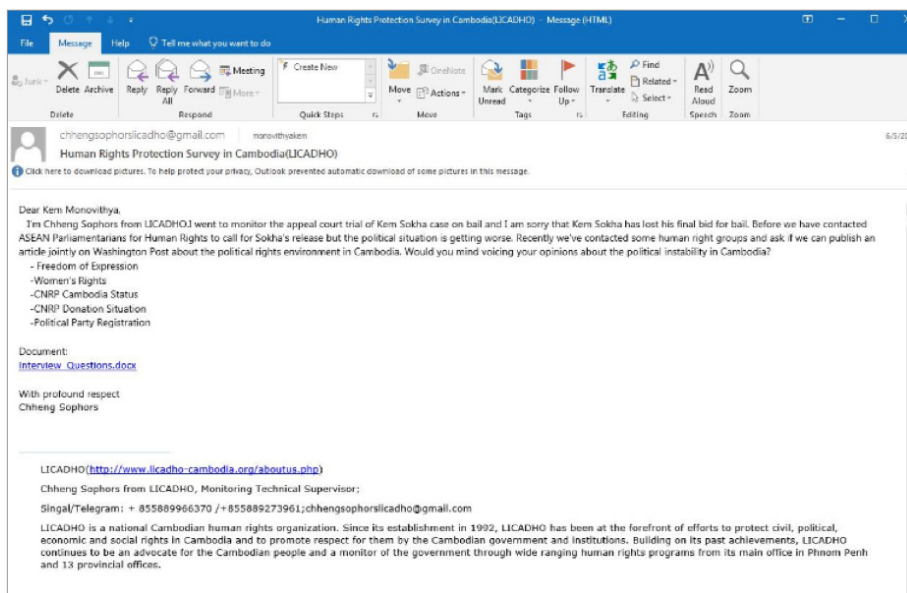 Human Rights Protection Survey in Cambodia(LICADHO) - Message (HTML)
File Message Help Tell me what you want to do
Junk
Delete Archive
Reply Reply All Forward
Meeting
More
Create New
Move
OneNote
Actions
Mark Unread
Categorize Follow Up
Translate
Find
Related
Select
Read Aloud
Zoom
Delete Respond Quick Steps Move Tags Editing Speech Zoom
chhengsophorslicadho@gmail.com monovithyakem
6/5/20
Human Rights Protection Survey in Cambodia(LICADHO)
Click here to download pictures. To help protect your privacy, Outlook prevented automatic download of some pictures in this message.
Dear Kem Monovithya,
I'm Chheng Sophors from LICADHO.I went to monitor the appeal court trial of Kem Sokha case on bail and I am sorry that Kem Sokha has lost his final bid for bail. Before we have contacted
ASEAN Parliamentarians for Human Rights to call for Sokha's release but the political situation is getting worse. Recently we've contacted some human right groups and ask if we can publish an
article jointly on Washington Post about the political rights environment in Cambodia. Would you mind voicing your opinions about the political instability in Cambodia?
- Freedom of Expression
-Women's Rights
-CNRP Cambodia Status
-CNRP Donation Situation
-Political Party Registration
Document:
Interview_Questions.docx
With profound respect
Chheng Sophors
LICADHO(http://www.licadho-cambodia.org/aboutus.php)
Chheng Sophors from LICADHO, Monitoring Technical Supervisor;
Singal/Telegram: + 855889966370 /+855889273961;chhengsophorslicadho@gmail.com
LICADHO is a national Cambodian human rights organization. Since its establishment in 1992, LICADHO has been at the forefront of efforts to protect civil, political,
economic and social rights in Cambodia and to promote respect for them by the Cambodian government and institutions. Building on its past achievements, LICADHO
continues to be an advocate for the Cambodian people and a monitor of the government through wide ranging human rights programs from its main office in Phnom Penh
and 13 provincial offices.